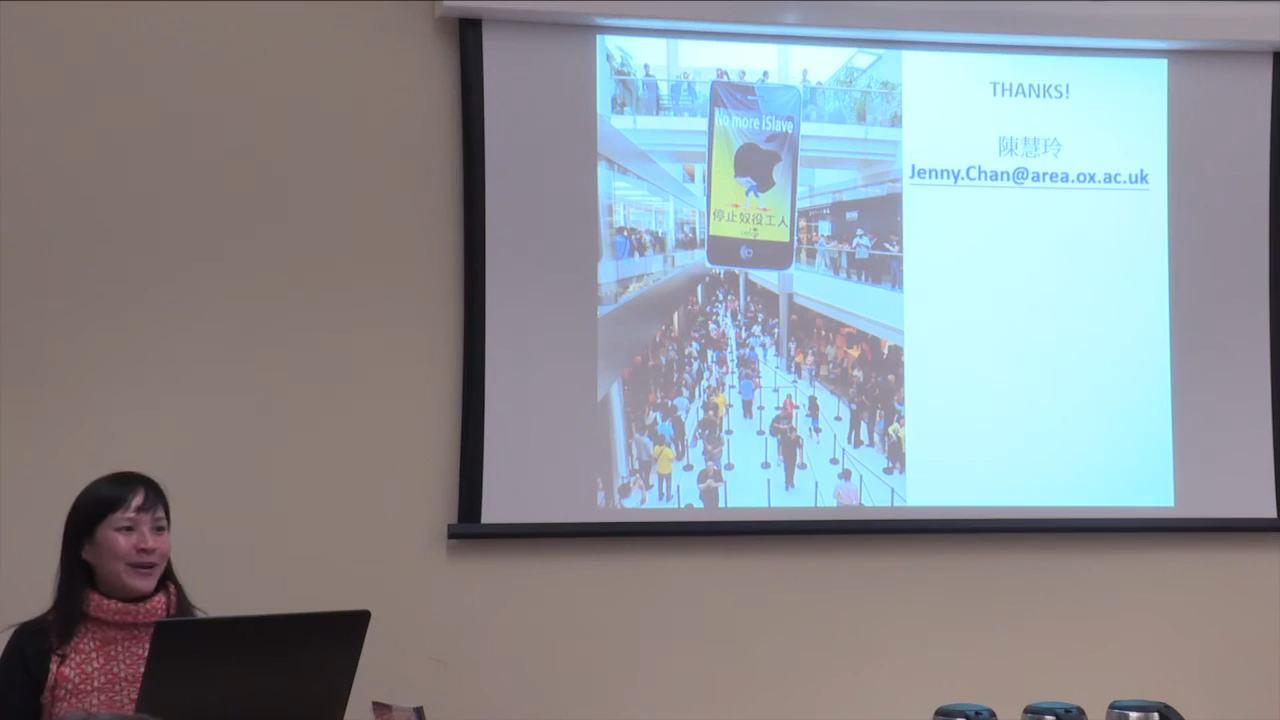 No more iSlave
停止奴役工人
THANKS!
陳慧玲
Jenny.Chan@area.ox.ac.uk